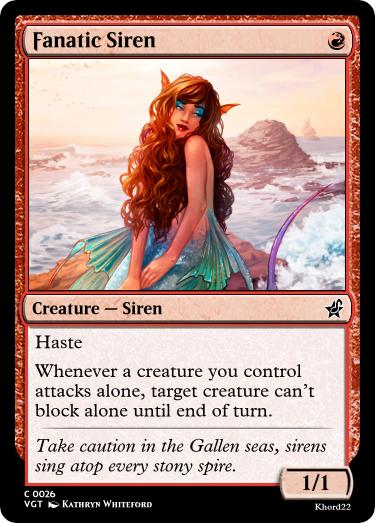 Fanatic Siren
Creature — Siren
Haste
Whenever a creature you control
attacks alone, target creature can't
block alone until end of turn.
Take caution in the Gallen seas, sirens
sing atop every stony spire.
1/1
C 0026
VGT Kathryn Whiteford
Khord22